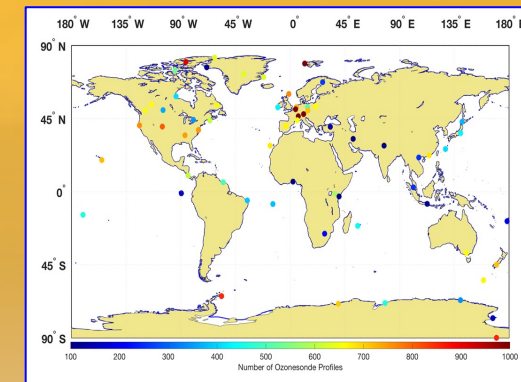 180° W 135° W 90° W 45° W 0° 45° E 90° E 135° E 180° E
90° N
45° N
0°
45° S
90° S
100 200 300 400 500 600 700 800 900 1000
Number of Ozonesonde Profiles